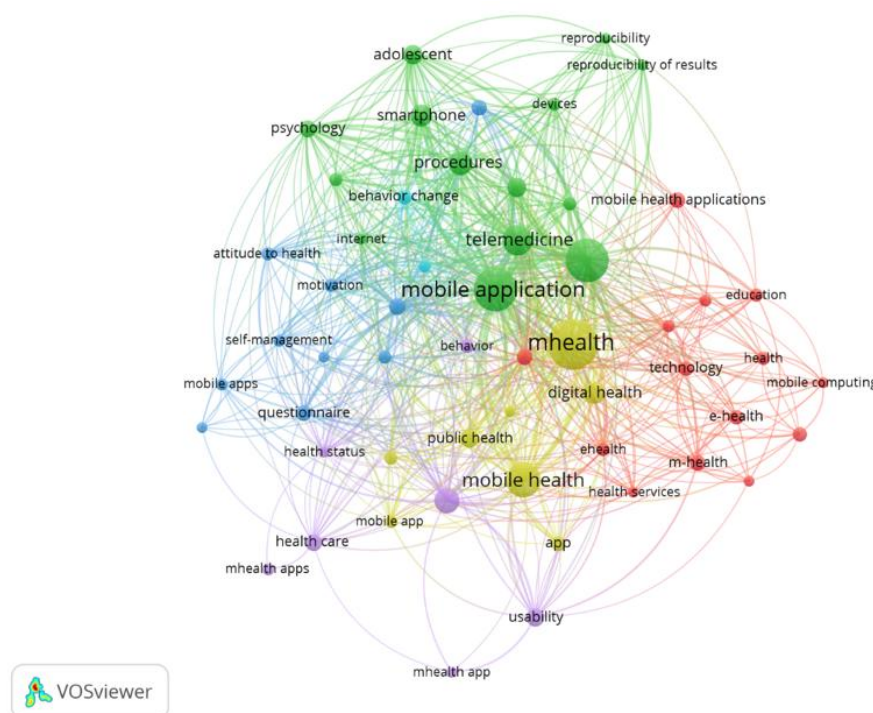 reproducibility
adolescent
reproducibility of results
devices
smartphone
psychology
procedures
behavior change
mobile health applications
internet
telemedicine
attitude to health
motivation
mobile application
education
self-management
behavior
mhealth
health
technology
mobile apps
mobile computing
digital health
questionnaire
e-health
public health
health status
ehealth
m-health
mobile health
health services
mobile app
health care
app
mhealth apps
usability
mhealth app
VOSviewer